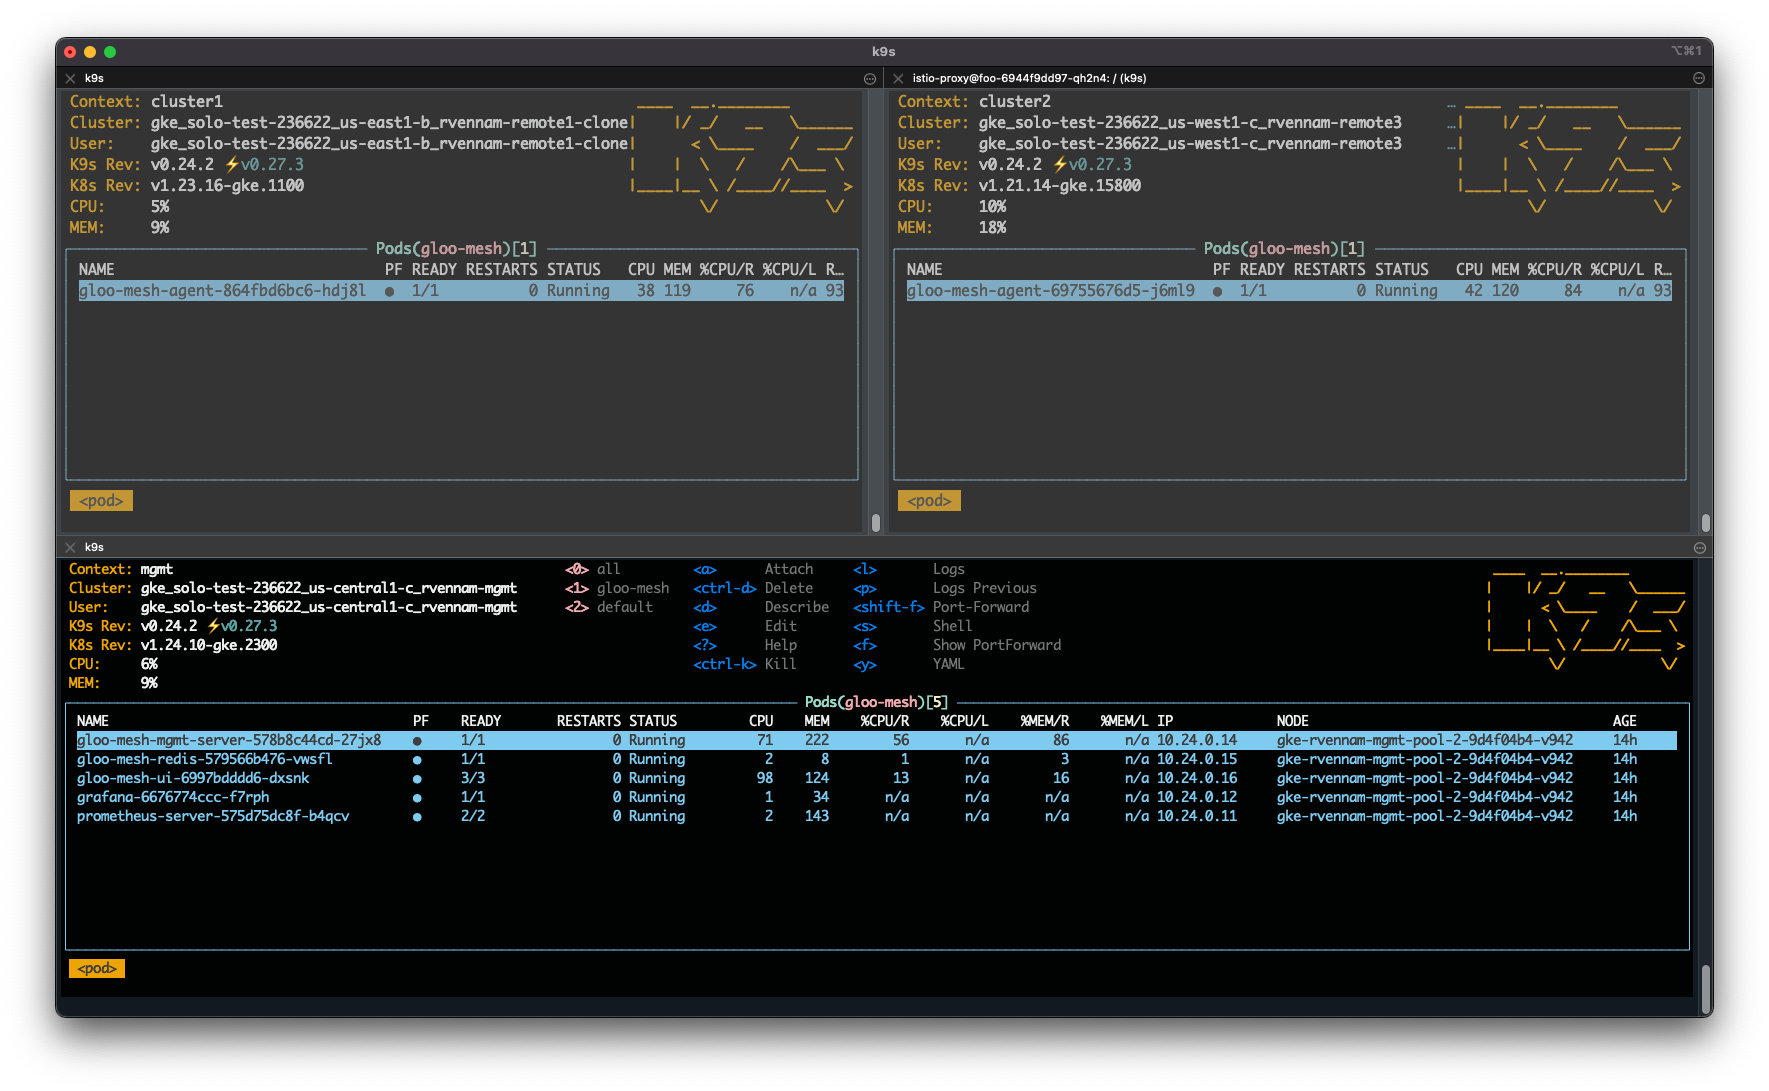 k9s
⌥⌘1
k9s
Context: cluster1
Cluster: gke_solo-test-236622_us-east1-b_rvennam-remote1-clone
User: gke_solo-test-236622_us-east1-b_rvennam-remote1-clone
K9s Rev: v0.24.2 ⚡v0.27.3
K8s Rev: v1.23.16-gke.1100
CPU: 5%
MEM: 9%
Pods(gloo-mesh)[1]
NAME PF READY RESTARTS STATUS CPU MEM %CPU/R %CPU/L R…
gloo-mesh-agent-864fbd6bc6-hdj8l ● 1/1 0 Running 38 119 76 n/a 93
<pod>
istio-proxy@foo-6944f9dd97-qh2n4: / (k9s)
Context: cluster2
Cluster: gke_solo-test-236622_us-west1-c_rvennam-remote3
User: gke_solo-test-236622_us-west1-c_rvennam-remote3
K9s Rev: v0.24.2 ⚡v0.27.3
K8s Rev: v1.21.14-gke.15800
CPU: 10%
MEM: 18%
Pods(gloo-mesh)[1]
NAME PF READY RESTARTS STATUS CPU MEM %CPU/R %CPU/L R…
gloo-mesh-agent-69755676d5-j6ml9 ● 1/1 0 Running 42 120 84 n/a 93
<pod>
k9s
Context: mgmt <0> all <a> Attach <l> Logs
Cluster: gke_solo-test-236622_us-central1-c_rvennam-mgmt <1> gloo-mesh <ctrl-d> Delete <p> Logs Previous
User: gke_solo-test-236622_us-central1-c_rvennam-mgmt <2> default <d> Describe <shift-f> Port-Forward
K9s Rev: v0.24.2 ⚡v0.27.3 <e> Edit <s> Shell
K8s Rev: v1.24.10-gke.2300 <?> Help <f> Show PortForward
CPU: 6% <ctrl-k> Kill <y> YAML
MEM: 9%
Pods(gloo-mesh)[5]
NAME PF READY RESTARTS STATUS CPU MEM %CPU/R %CPU/L %MEM/R %MEM/L IP NODE AGE
gloo-mesh-mgmt-server-578b8c44cd-27jx8 ● 1/1 0 Running 71 222 56 n/a 86 n/a 10.24.0.14 gke-rvennam-mgmt-pool-2-9d4f04b4-v942 14h
gloo-mesh-redis-579566b476-vwsfl ● 1/1 0 Running 2 8 1 n/a 3 n/a 10.24.0.15 gke-rvennam-mgmt-pool-2-9d4f04b4-v942 14h
gloo-mesh-ui-6997bdddd6-dxsnk ● 3/3 0 Running 98 124 13 n/a 16 n/a 10.24.0.16 gke-rvennam-mgmt-pool-2-9d4f04b4-v942 14h
grafana-6676774ccc-f7rph ● 1/1 0 Running 1 34 n/a n/a n/a n/a 10.24.0.12 gke-rvennam-mgmt-pool-2-9d4f04b4-v942 14h
prometheus-server-575d75dc8f-b4qcv ● 2/2 0 Running 2 143 n/a n/a n/a n/a 10.24.0.11 gke-rvennam-mgmt-pool-2-9d4f04b4-v942 14h
<pod>